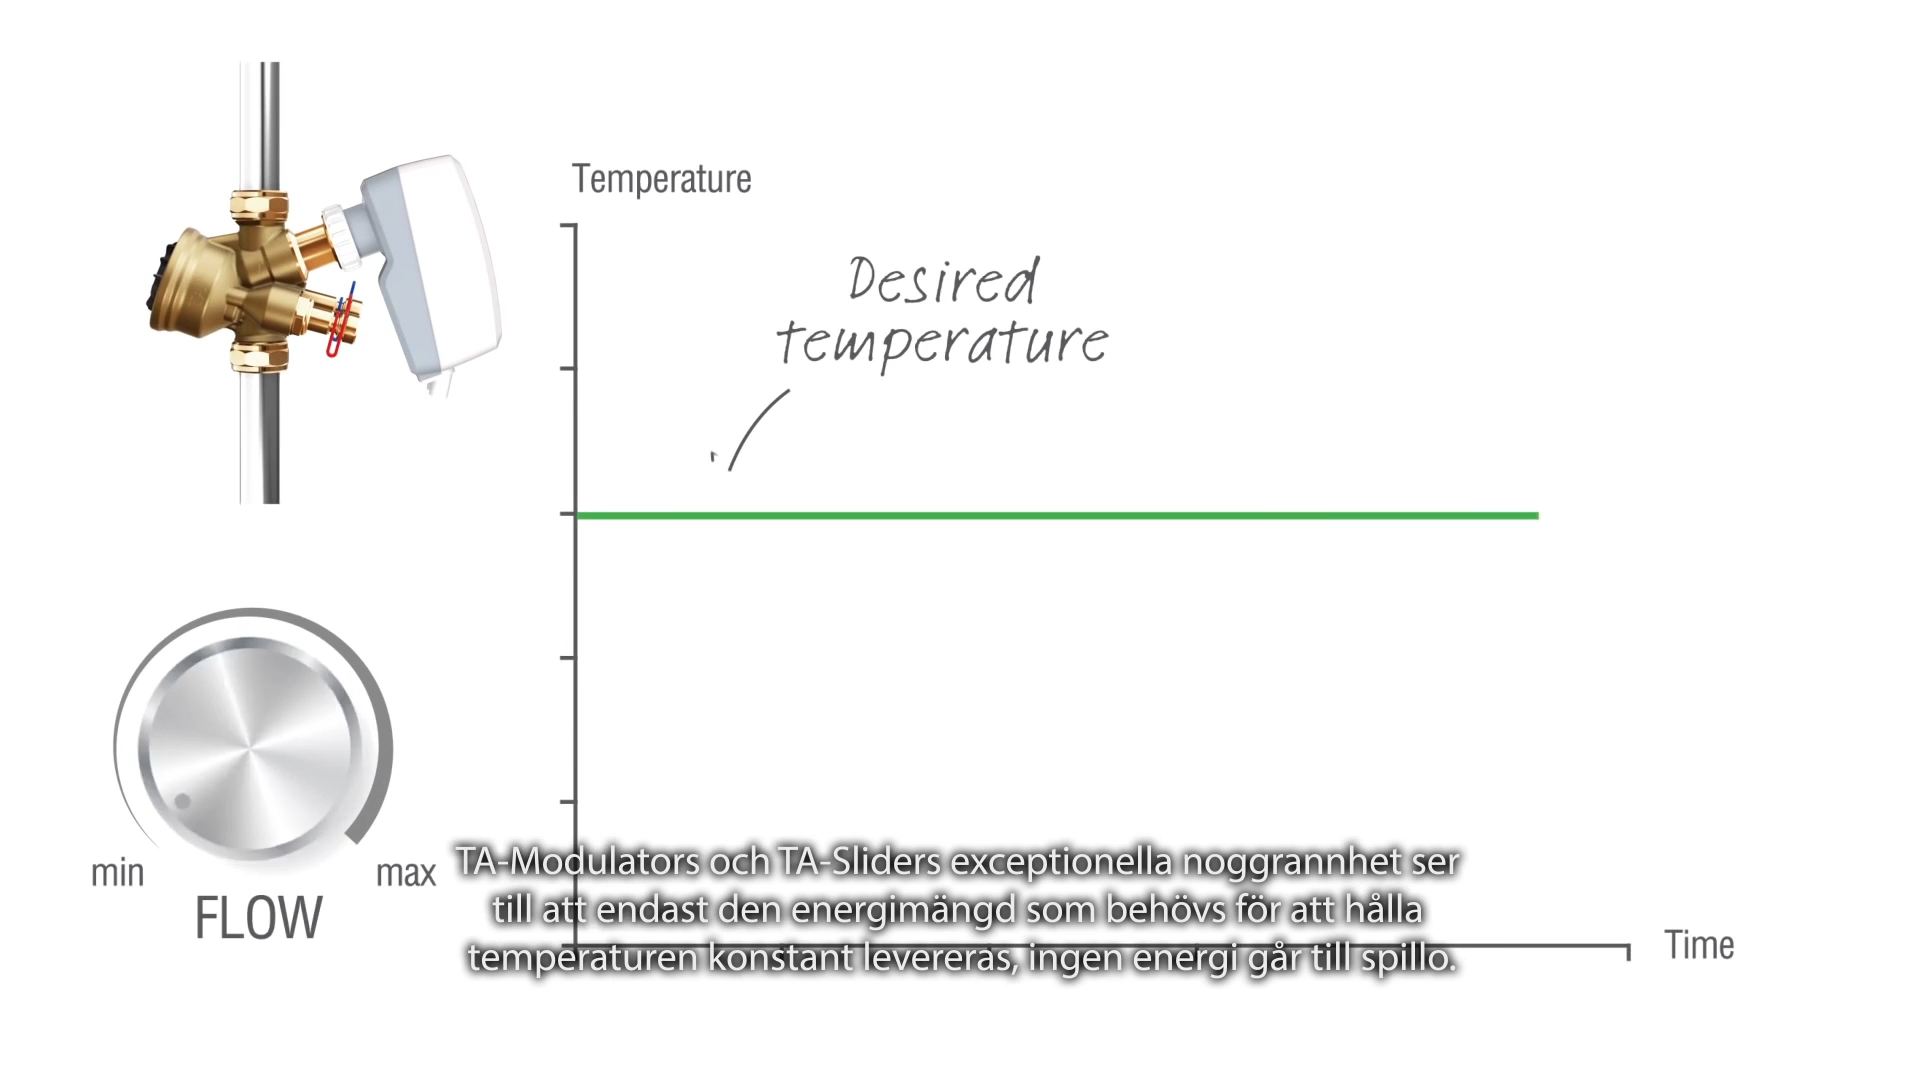 Temperature
Desired
temperature
min
max
FLOW
TA-Modulators och TA-Sliders exceptionella noggrannhet ser
till att endast den energimängd som behövs för att hålla
temperaturen konstant levereras, ingen energi går till spillo.
Time